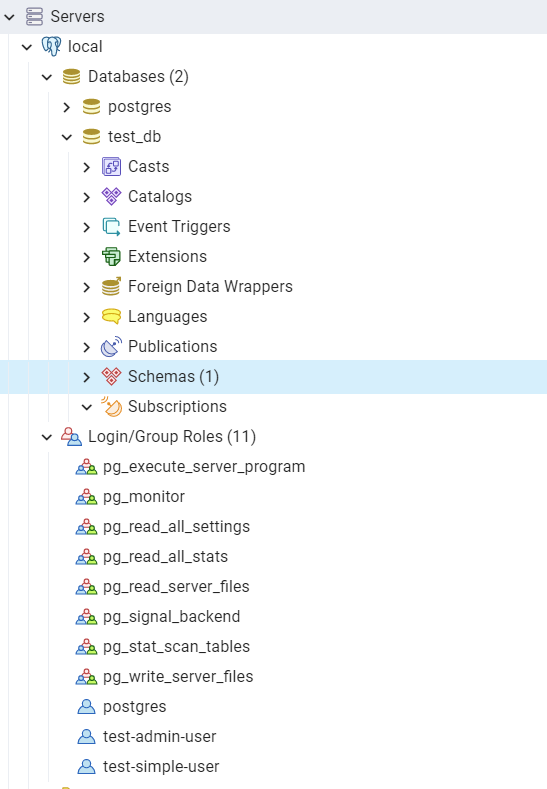 Servers
local
Databases (2)
postgres
test_db
Casts
Catalogs
Event Triggers
Extensions
Foreign Data Wrappers
Languages
Publications
Schemas (1)
Subscriptions
Login/Group Roles (11)
pg_execute_server_program
pg_monitor
pg_read_all_settings
pg_read_all_stats
pg_read_server_files
pg_signal_backend
pg_stat_scan_tables
pg_write_server_files
postgres
test-admin-user
test-simple-user